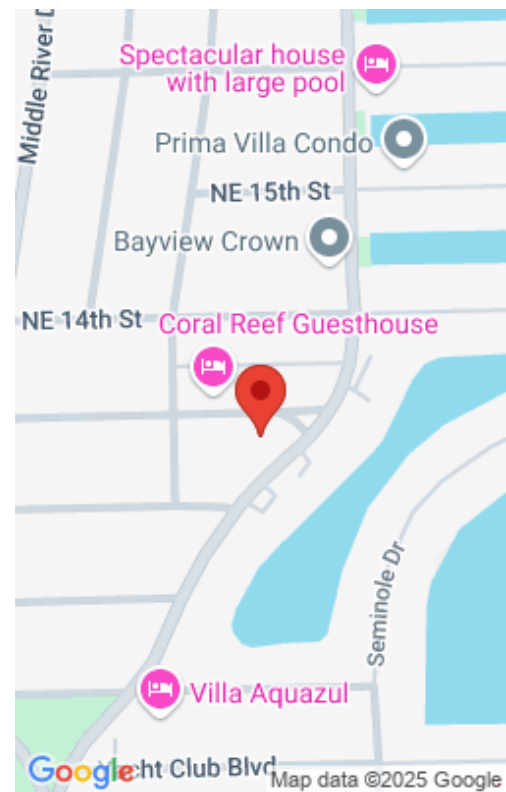 Middle River D
Spectacular house
with large pool
Prima Villa Condo
NE 15th St
Bayview Crown
NE 14th St
Coral Reef Guesthouse
Seminole Dr
Villa Aquazul
Google
cht Club Blvd
Map data ©2025 Google